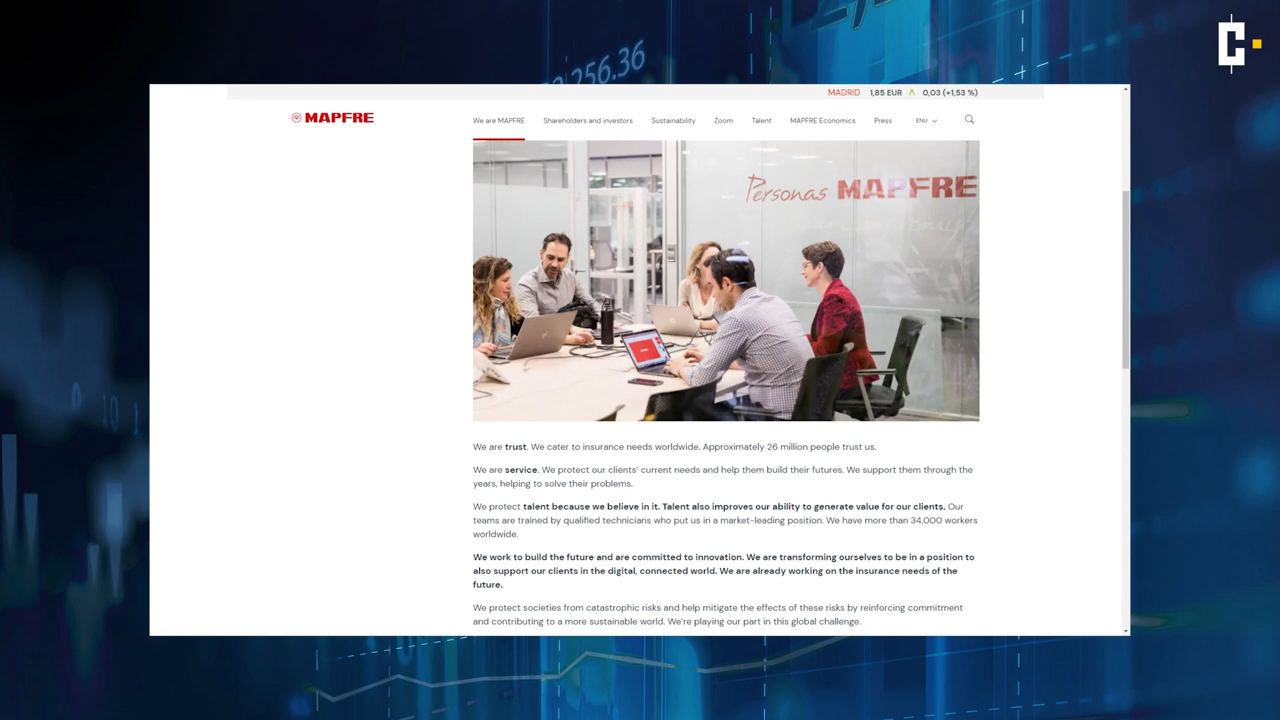 256.36
MADRID 1,85 EUR 0,03 (+1,53 %)
MAPFRE
We are MAPFRE Shareholders and investors Sustainability Zoom Talent MAPFRE Economics Press ENU
Personas MAPFRE
We are trust. We cater to insurance needs worldwide. Approximately 26 million people trust us.
We are service. We protect our clients' current needs and help them build their futures. We support them through the
years, helping to solve their problems.
We protect talent because we believe in it. Talent also improves our ability to generate value for our clients. Our
teams are trained by qualified technicians who put us in a market-leading position. We have more than 34,000 workers
worldwide.
We work to build the future and are committed to innovation. We are transforming ourselves to be in a position to
also support our clients in the digital, connected world. We are already working on the insurance needs of the
future.
We protect societies from catastrophic risks and help mitigate the effects of these risks by reinforcing commitment
and contributing to a more sustainable world. We're playing our part in this global challenge.